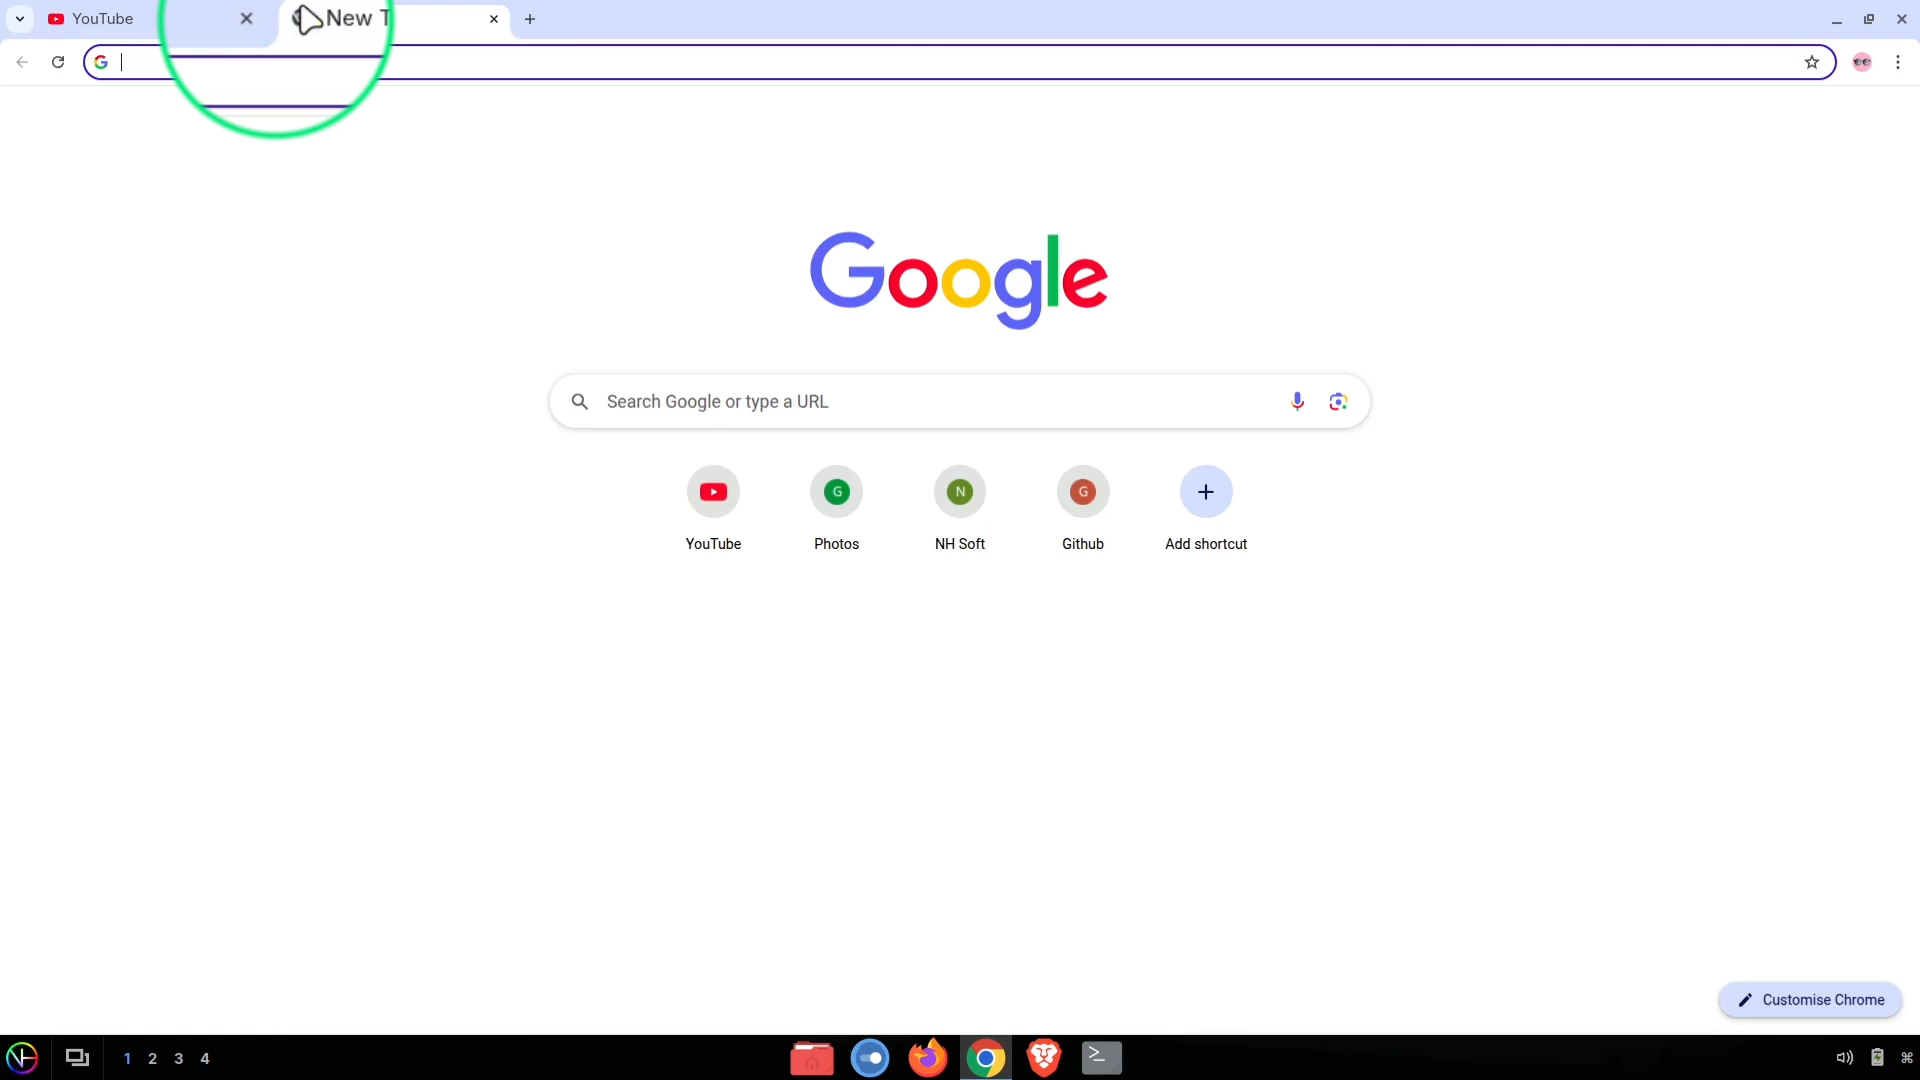 YouTube
New T
Google
Search Google or type a URL
G
N
G
YouTube
Photos
NH Soft
Github
Add shortcut
Customise Chrome
1 2 3 4